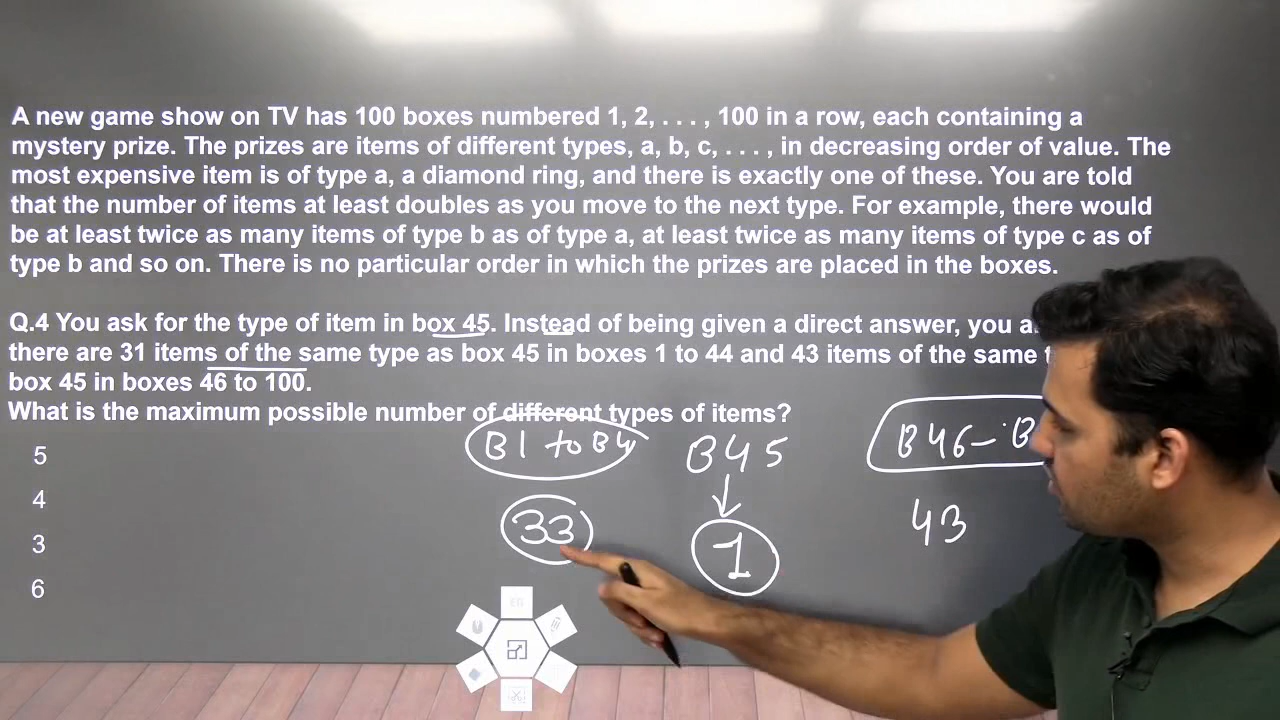 A new game show on TV has 100 boxes numbered 1, 2, . . . , 100 in a row, each containing a
mystery prize. The prizes are items of different types, a, b, c, . . . , in decreasing order of value. The
most expensive item is of type a, a diamond ring, and there is exactly one of these. You are told
that the number of items at least doubles as you move to the next type. For example, there would
be at least twice as many items of type b as of type a, at least twice as many items of type c as of
type b and so on. There is no particular order in which the prizes are placed in the boxes.
Q.4 You ask for the type of item in box 45. Instead of being given a direct answer, you
there are 31 items of the same type as box 45 in boxes 1 to 44 and 43 items of the same
box 45 in boxes 46 to 100.
What is the maximum possible number of different types of items?
B1 to B4 B45 B46-B
5
4
33 1 43
3
6